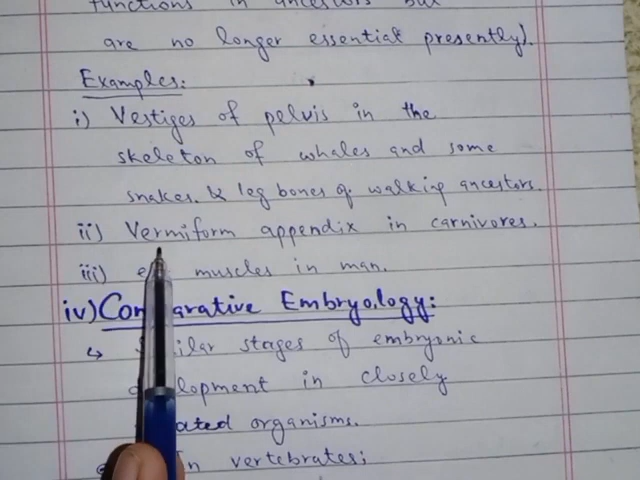 functions in ancestors but
are no longer essential presently).
Examples:
i) Vestiges of pelvis in the
skeleton of whales and some
snakes. & leg bones of walking ancestors.
ii) Vermiform appendix in carnivores.
iii) muscles in man.
iv) Comparative Embryology:
↳ stages of embryonic
in closely
organisms.
In vertebrates;